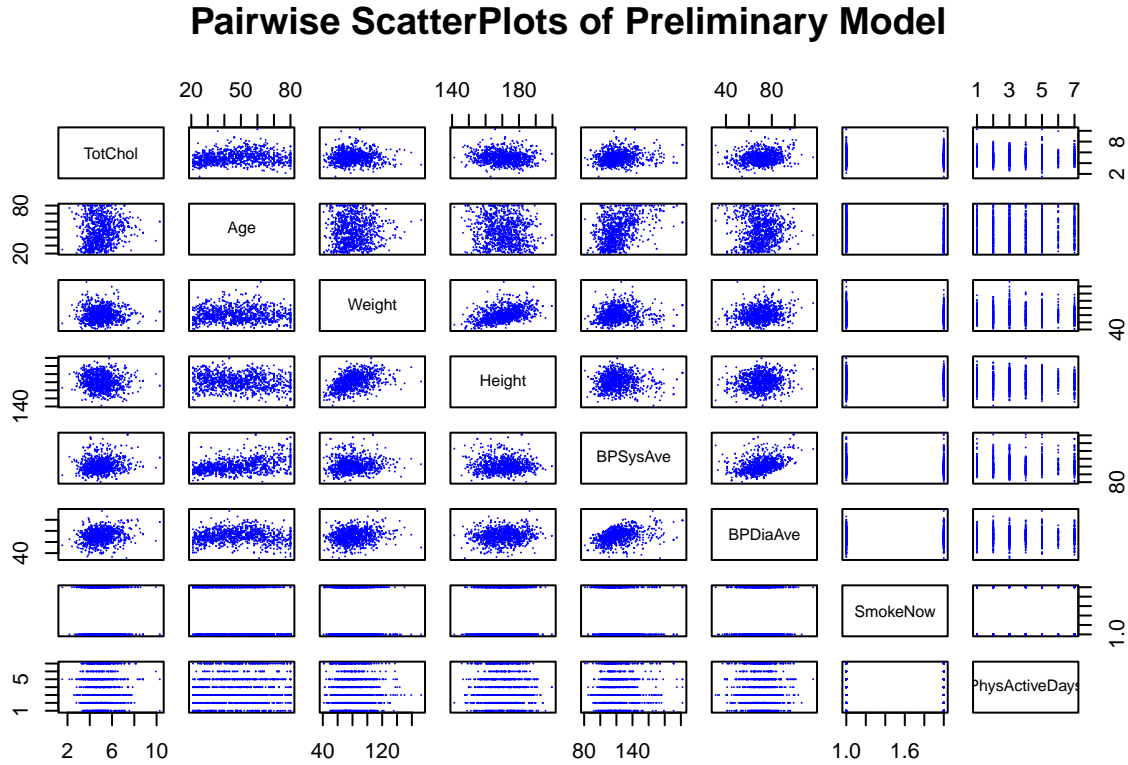 Pairwise ScatterPlots of Preliminary Model
20 50 80 140 180 40 80 1 3 5 7
TotChol 2 8
20 80 Age
Weight 40
140 Height
BPSysAve 80
40 BPDiaAve
SmokeNow 1.0
1 5 PhysActiveDays
2 6 10 40 120 80 140 1.0 1.6